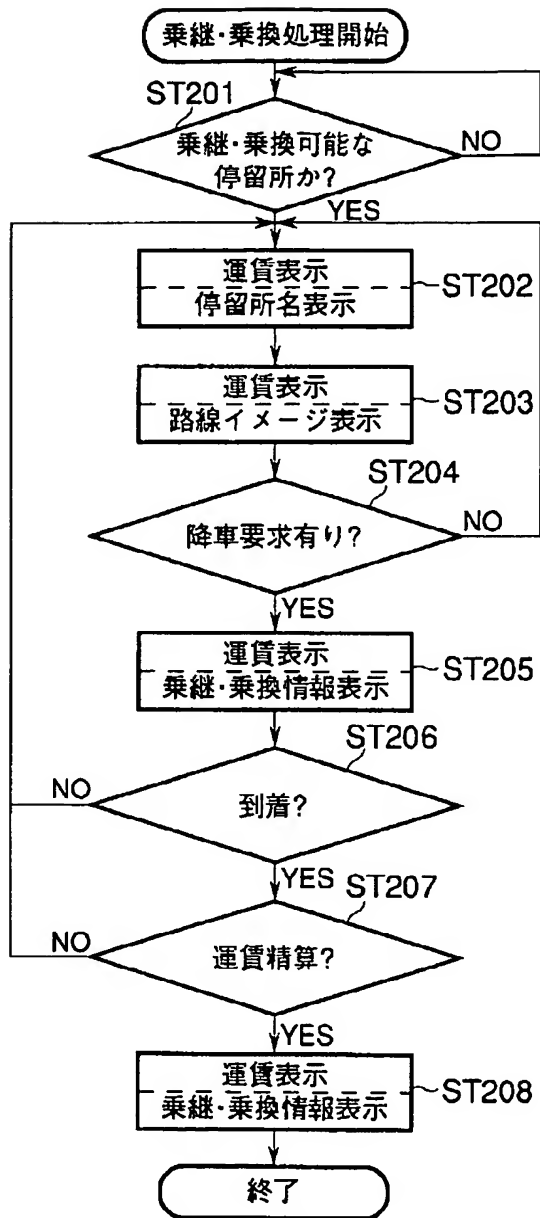 乗継・乗換処理開始
ST201
乗継・乗換可能な
停留所か?
NO
YES
運賃表示
停留所名表示
ST202
運賃表示
路線イメージ表示
ST203
ST204
降車要求有り?
NO
YES
運賃表示
乗継・乗換情報表示
ST205
ST206
到着?
NO
YES
ST207
運賃精算?
NO
YES
運賃表示
乗継・乗換情報表示
ST208
終了